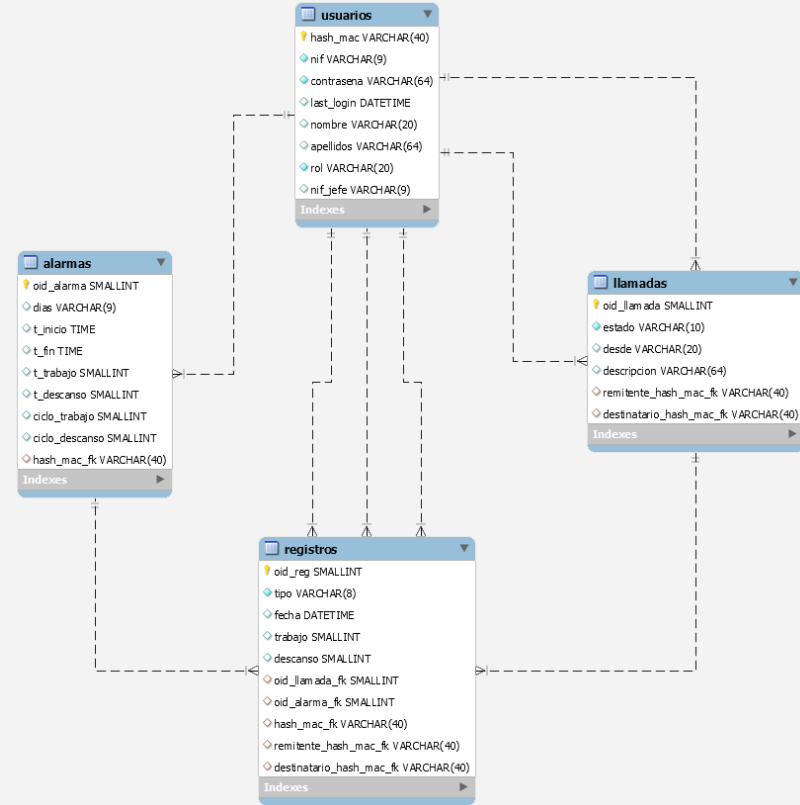 usuarios
hash_mac VARCHAR(40)
nif VARCHAR(9)
contrasena VARCHAR(64)
last_login DATETIME
nombre VARCHAR(20)
apellidos VARCHAR(64)
rol VARCHAR(20)
nif_jefe VARCHAR(9)
Indexes
alarmas
oid_alarma SMALLINT
dias VARCHAR(9)
t_inicio TIME
t_fin TIME
t_trabajo SMALLINT
t_descanso SMALLINT
ciclo_trabajo SMALLINT
ciclo_descanso SMALLINT
hash_mac_fk VARCHAR(40)
Indexes
llamadas
oid_llamada SMALLINT
estado VARCHAR(10)
desde VARCHAR(20)
descripcion VARCHAR(64)
remitente_hash_mac_fk VARCHAR(40)
destinatario_hash_mac_fk VARCHAR(40)
Indexes
registros
oid_reg SMALLINT
tipo VARCHAR(8)
fecha DATETIME
trabajo SMALLINT
descanso SMALLINT
oid_llamada_fk SMALLINT
oid_alarma_fk SMALLINT
hash_mac_fk VARCHAR(40)
remitente_hash_mac_fk VARCHAR(40)
destinatario_hash_mac_fk VARCHAR(40)
Indexes